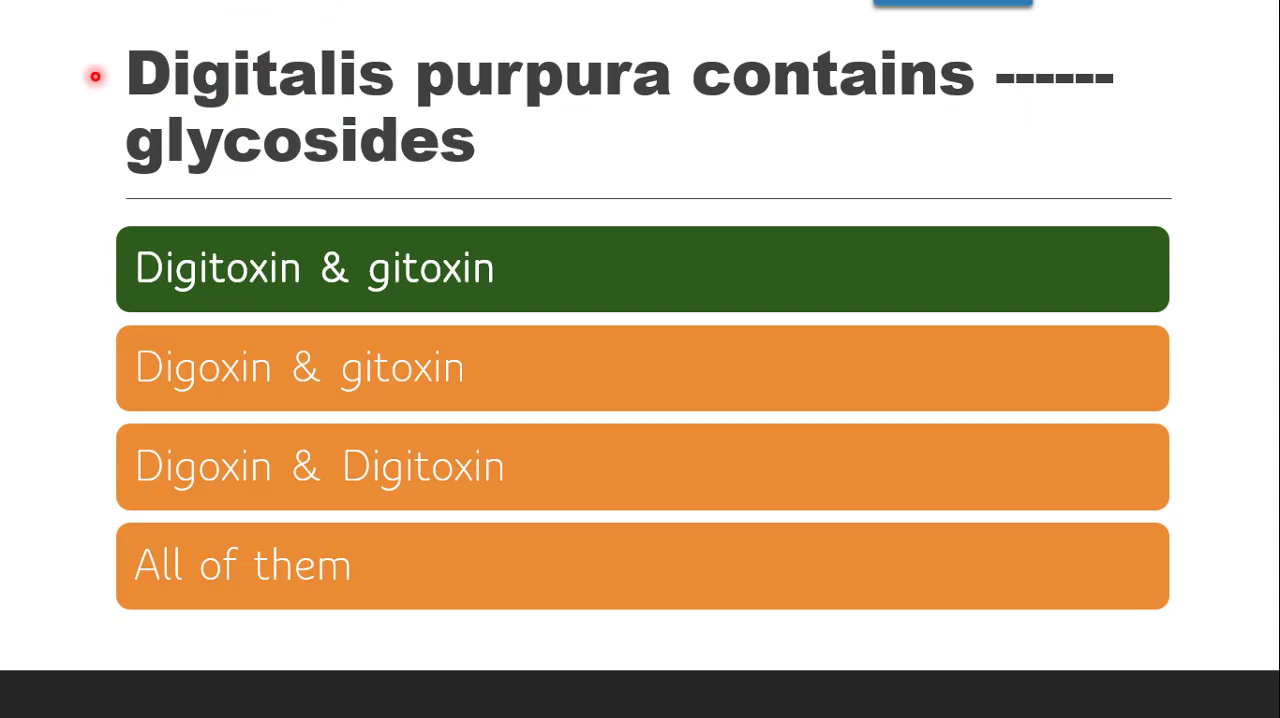 Digitalis purpura contains ------
glycosides
Digitoxin & gitoxin
Digoxin & gitoxin
Digoxin & Digitoxin
All of them